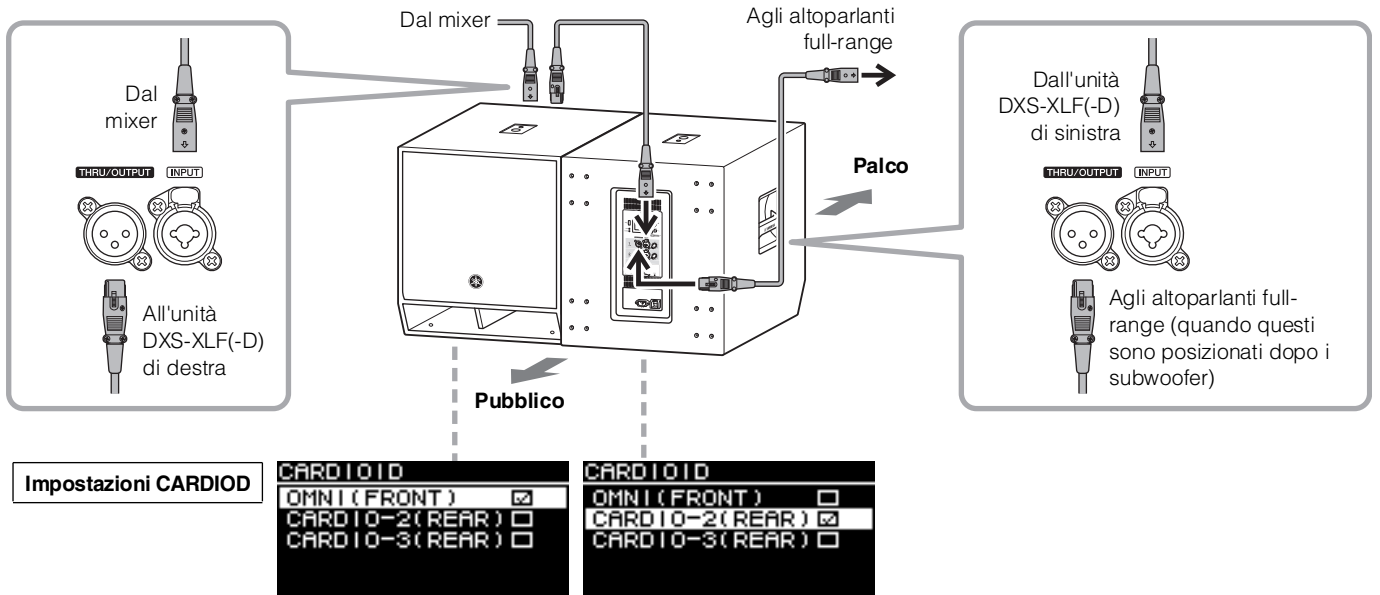 Dal mixer
Agli altoparlanti
full-range
Dal
mixer
THRU/OUTPUT INPUT
All'unità
DXS-XLF(-D)
di destra
Palco
Pubblico
Dall'unità
DXS-XLF(-D)
di sinistra
THRU/OUTPUT INPUT
Agli altoparlanti full-
range (quando questi
sono posizionati dopo i
subwoofer)
Impostazioni CARDIOD
CARDIOID
OMNI(FRONT)
CARDIO-2(REAR)
CARDIO-3(REAR)
CARDIOID
OMNI(FRONT)
CARDIO-2(REAR)
CARDIO-3(REAR)